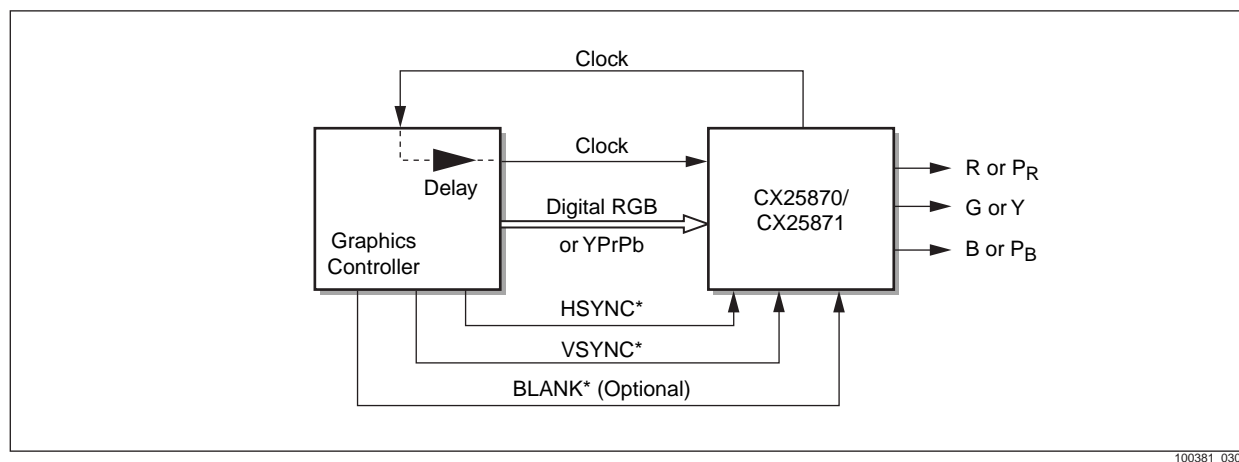 Clock
Clock
Delay
Graphics
Controller
Digital RGB
or YPrPb
CX25870/
CX25871
R or PR
G or Y
B or PB
HSYNC*
VSYNC*
BLANK* (Optional)
100381_030